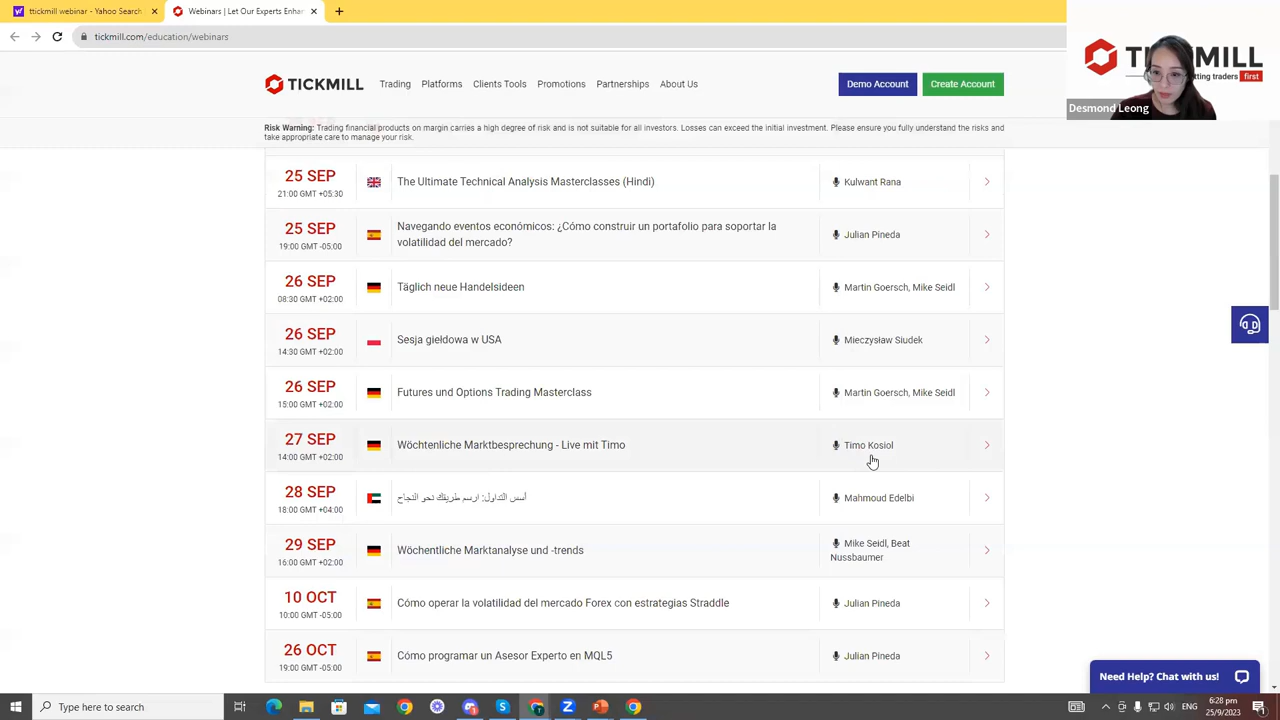 ttickmill webinar - Yahoo Search
Webinars | Let Our Experts Enha
tickmill.com/education/webinars
TICKMILL
Trading
Platforms
Clients Tools
Promotions
Partnerships
About Us
Demo Account
Create Account
first
Desmond Leong
Risk Warning: Trading financial products on margin carries a high degree of risk and is not suitable for all investors. Losses can exceed the initial investment. Please ensure you fully understand the risks and
take appropriate care to manage your risk.
25 SEP
21:00 GMT +05:30
The Ultimate Technical Analysis Masterclasses (Hindi)
Kulwant Rana
25 SEP
19:00 GMT -05:00
Navegando eventos económicos: ¿Cómo construir un portafolio para soportar la
volatilidad del mercado?
Julian Pineda
26 SEP
08:30 GMT +02:00
Täglich neue Handelsideen
Martin Goersch, Mike Seidl
26 SEP
14:30 GMT +02:00
Sesja giełdowa w USA
Mieczysław Siudek
26 SEP
15:00 GMT +02:00
Futures und Options Trading Masterclass
Martin Goersch, Mike Seidl
27 SEP
14:00 GMT +02:00
Wöchtenliche Marktbesprechung - Live mit Timo
Timo Kosiol
28 SEP
18:00 GMT +04:00
أسس التداول: ارسم طريقك نحو النجاح
Mahmoud Edelbi
29 SEP
16:00 GMT +02:00
Wöchentliche Marktanalyse und -trends
Mike Seidl, Beat
Nussbaumer
10 OCT
10:00 GMT -05:00
Cómo operar la volatilidad del mercado Forex con estrategias Straddle
Julian Pineda
26 OCT
19:00 GMT -05:00
Cómo programar un Asesor Experto en MQL5
Julian Pineda
Need Help? Chat with us!
Type here to search
6:28 pm
25/9/2023